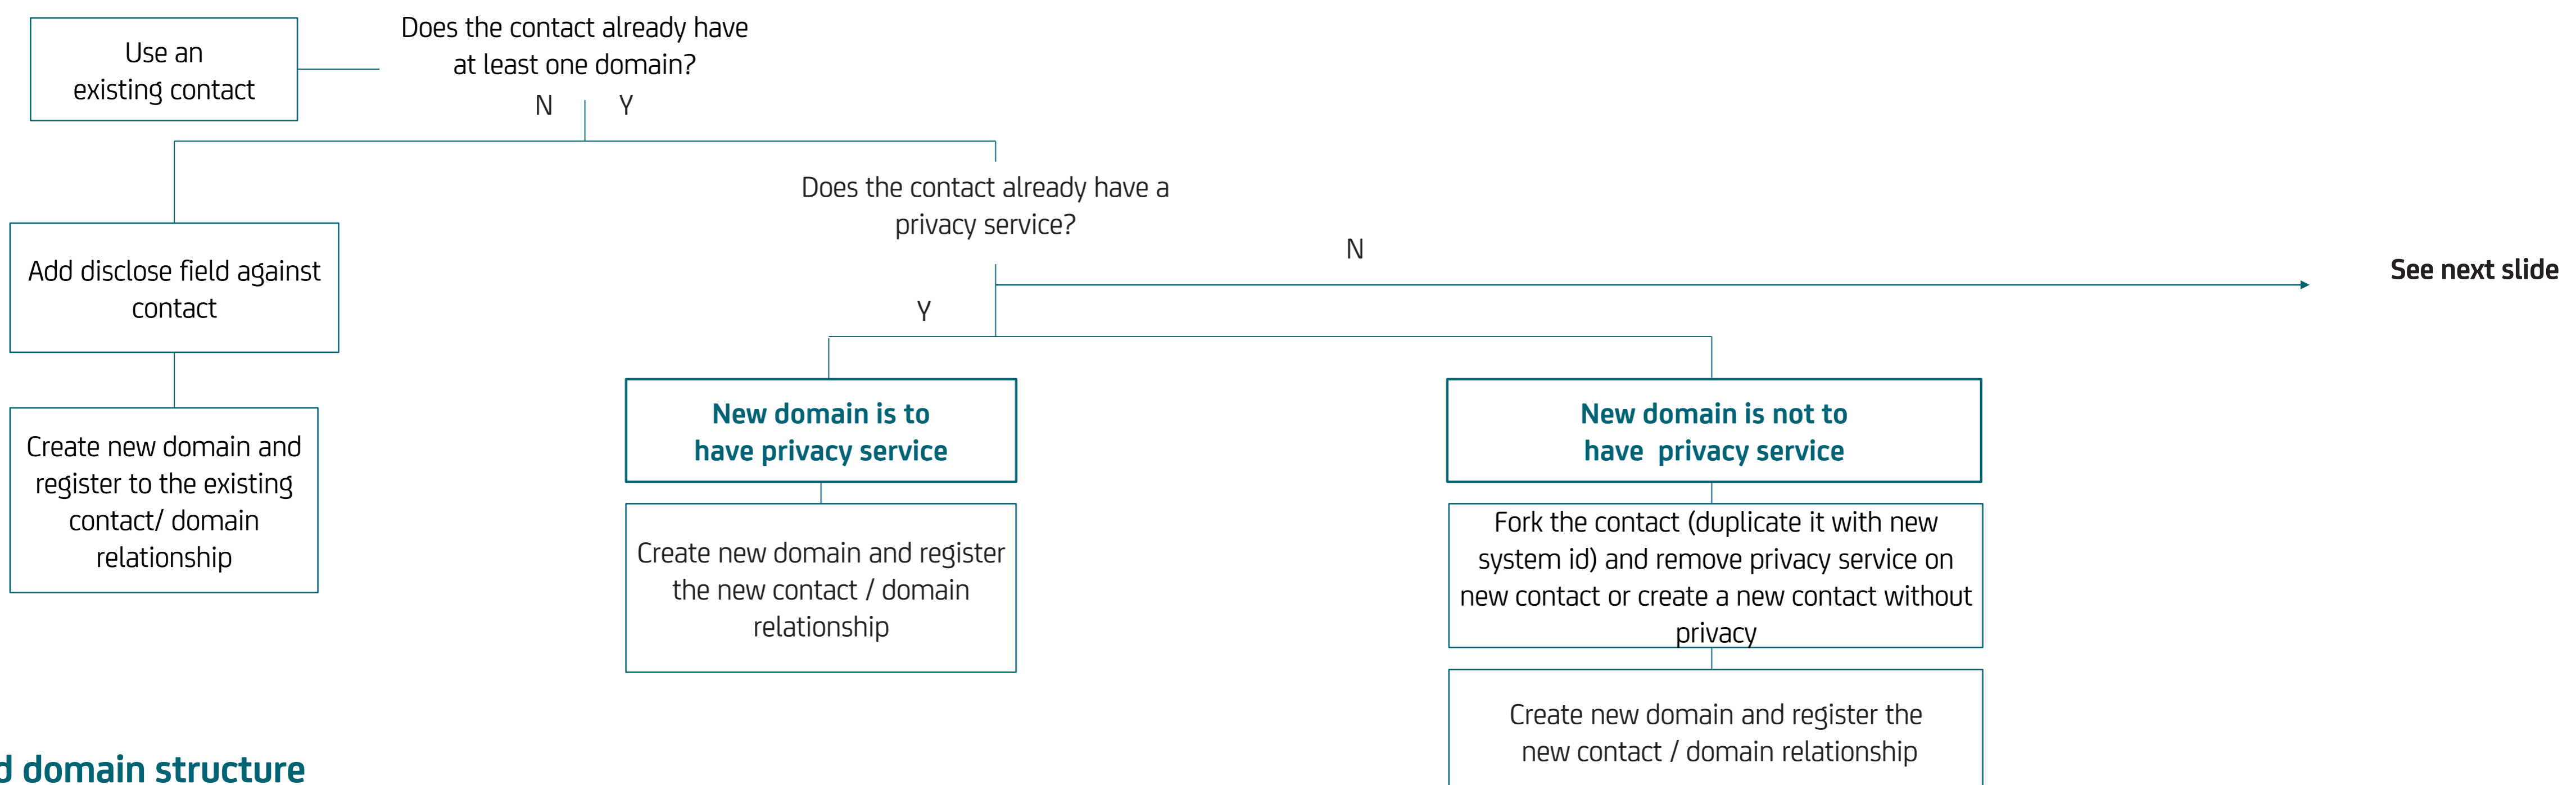 Use an
existing contact
Does the contact already have
at least one domain?
N Y
Does the contact already have a
privacy service?
N
See next slide
Y
Add disclose field against
contact
Create new domain and
register to the existing
contact/ domain
relationship
New domain is to
have privacy service
Create new domain and register
the new contact / domain
relationship
New domain is not to
have privacy service
Fork the contact (duplicate it with new
system id) and remove privacy service on
new contact or create a new contact without
privacy
Create new domain and register the
new contact / domain relationship
d domain structure